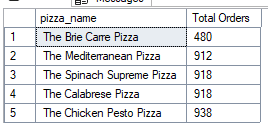 Messages
pizza_name Total Orders
1 The Brie Carre Pizza 480
2 The Mediterranean Pizza 912
3 The Spinach Supreme Pizza 918
4 The Calabrese Pizza 918
5 The Chicken Pesto Pizza 938